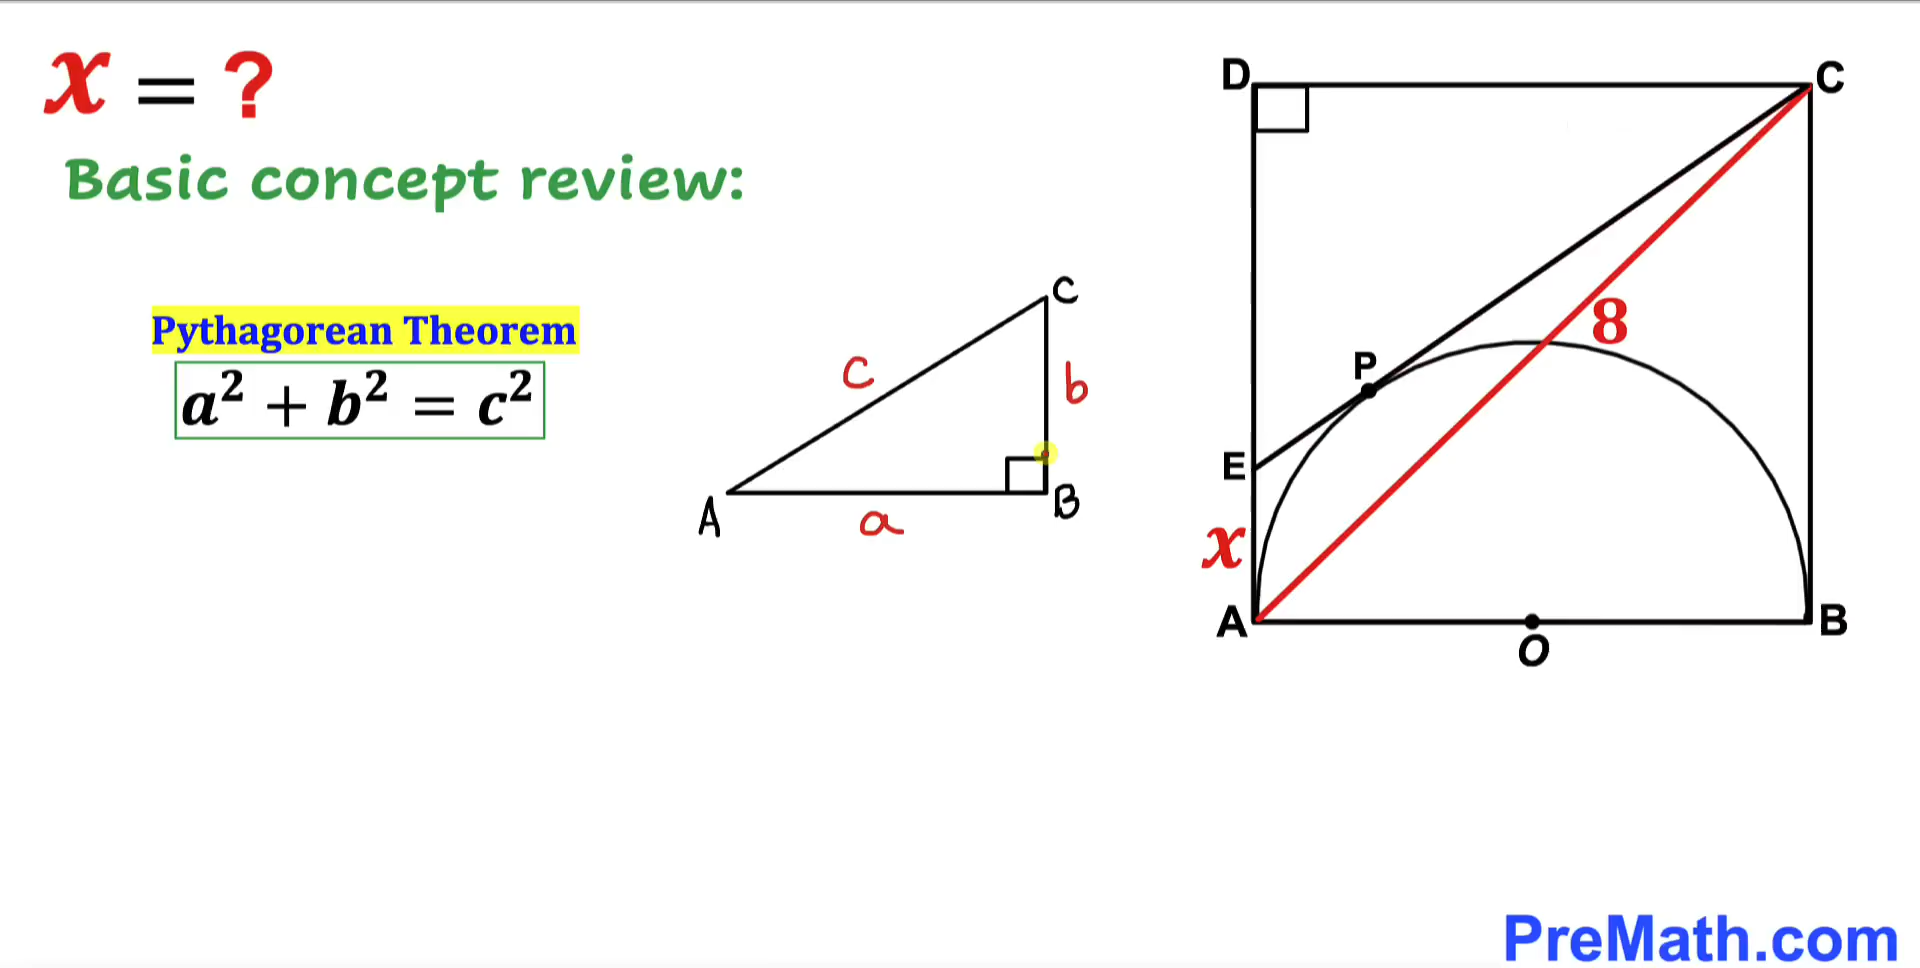 x = ?
Basic concept review:
Pythagorean Theorem
a² + b² = c²
C
c
b
A
a
B
D
C
8
P
E
x
A
B
O
PreMath.com